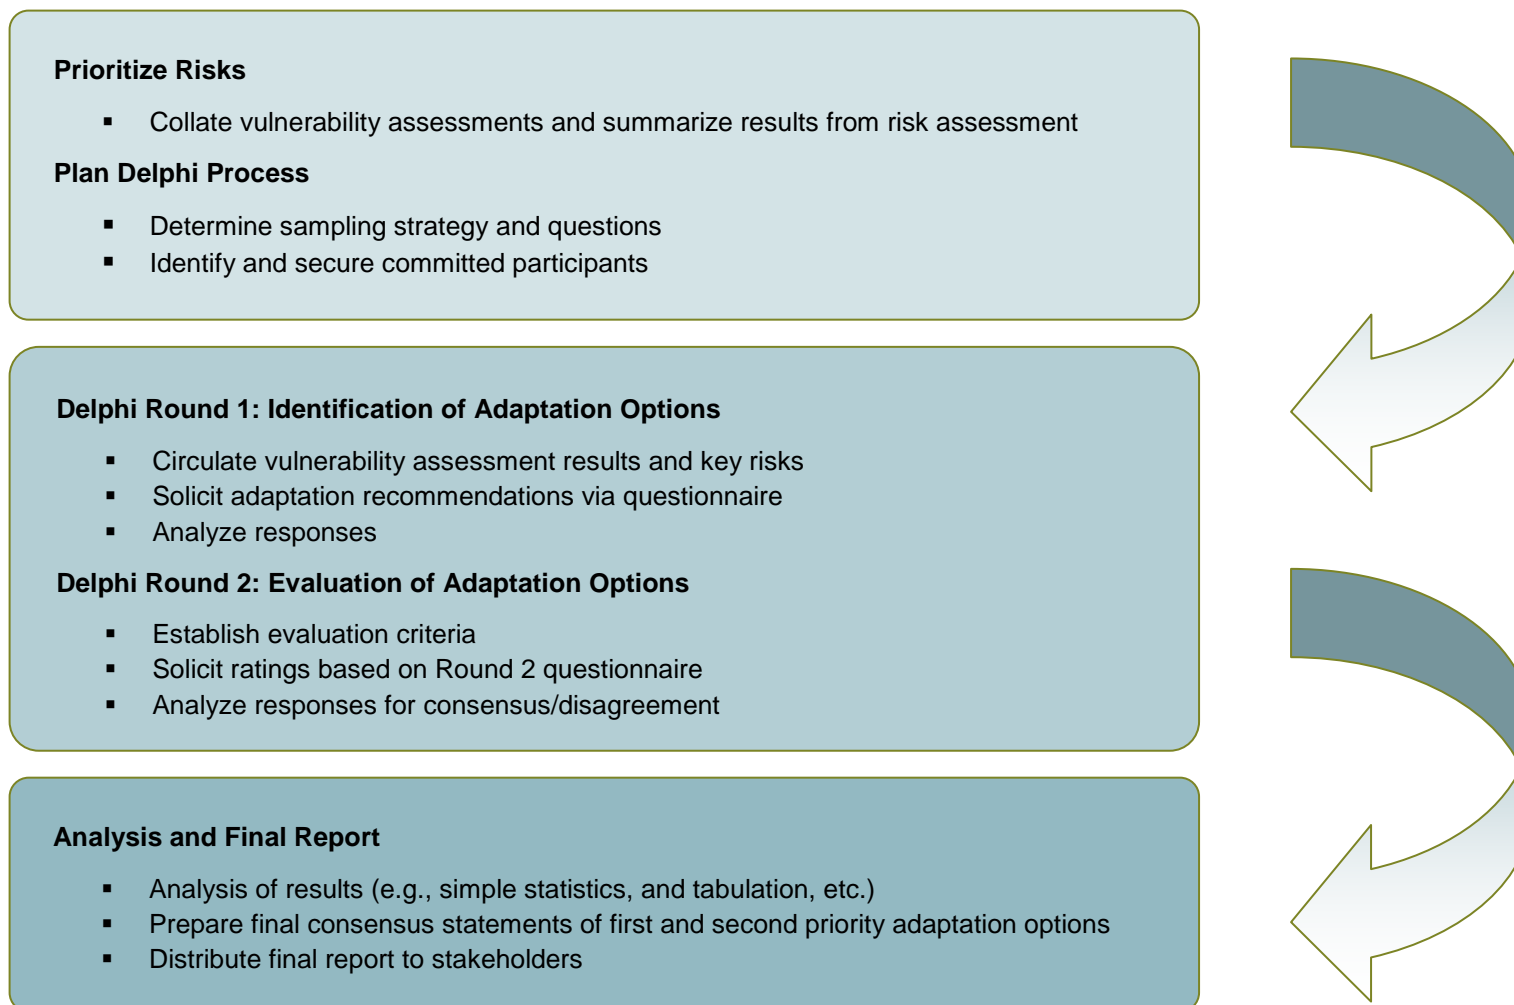 Prioritize Risks
▪ Collate vulnerability assessments and summarize results from risk assessment
Plan Delphi Process
▪ Determine sampling strategy and questions
▪ Identify and secure committed participants
Delphi Round 1: Identification of Adaptation Options
▪ Circulate vulnerability assessment results and key risks
▪ Solicit adaptation recommendations via questionnaire
▪ Analyze responses
Delphi Round 2: Evaluation of Adaptation Options
▪ Establish evaluation criteria
▪ Solicit ratings based on Round 2 questionnaire
▪ Analyze responses for consensus/disagreement
Analysis and Final Report
▪ Analysis of results (e.g., simple statistics, and tabulation, etc.)
▪ Prepare final consensus statements of first and second priority adaptation options
▪ Distribute final report to stakeholders